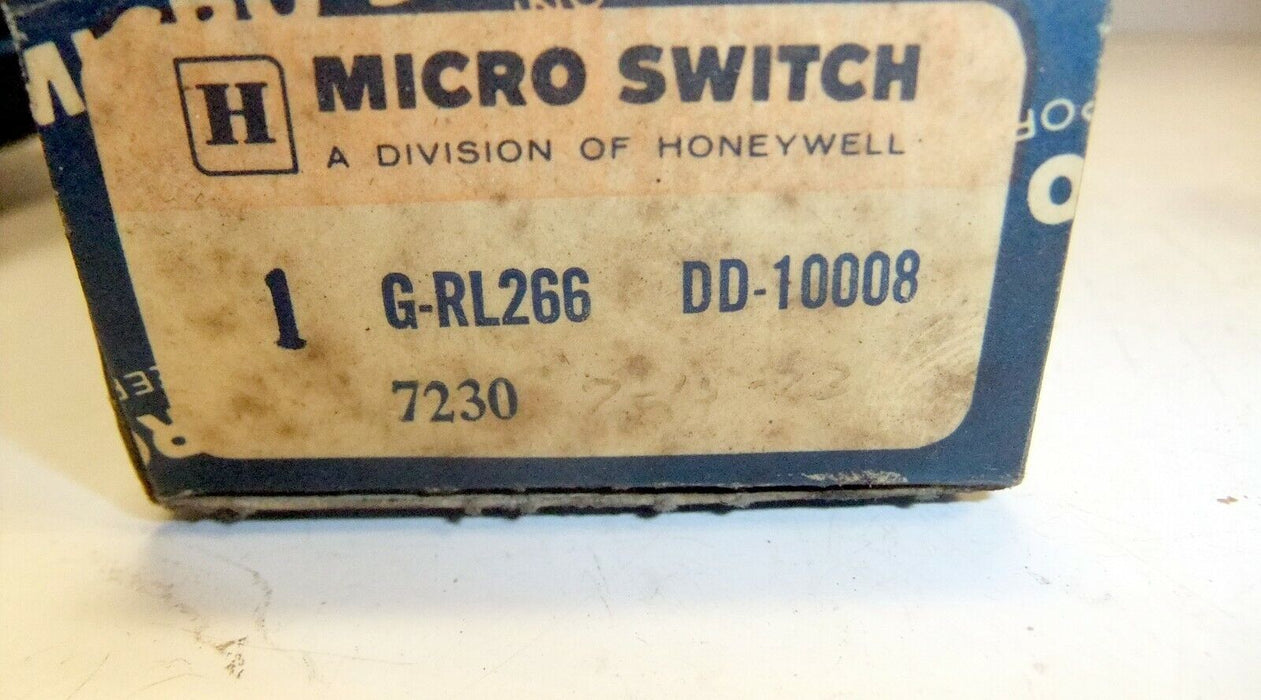 H
MICRO SWITCH
A DIVISION OF HONEYWELL
1 G-RL266 DD-10008
7230